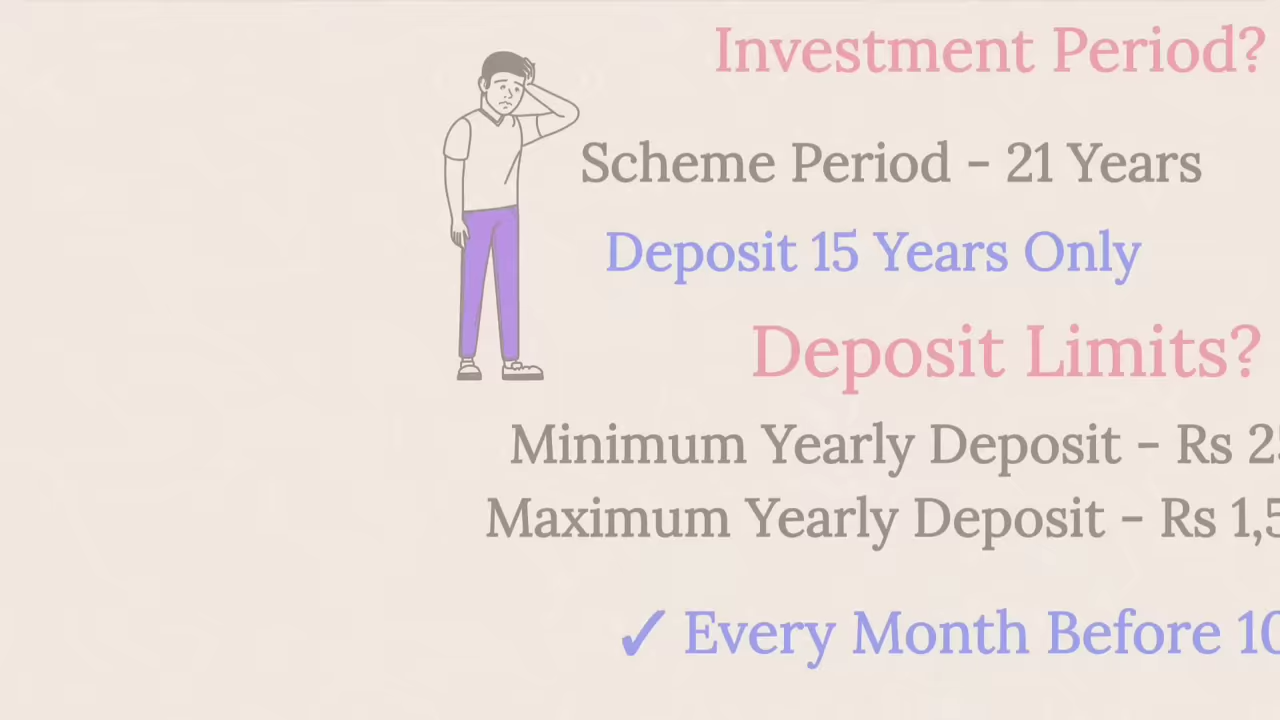 Investment Period?
Scheme Period - 21 Years
Deposit 15 Years Only
Deposit Limits?
Minimum Yearly Deposit - Rs
Maximum Yearly Deposit - Rs
✓ Every Month Before